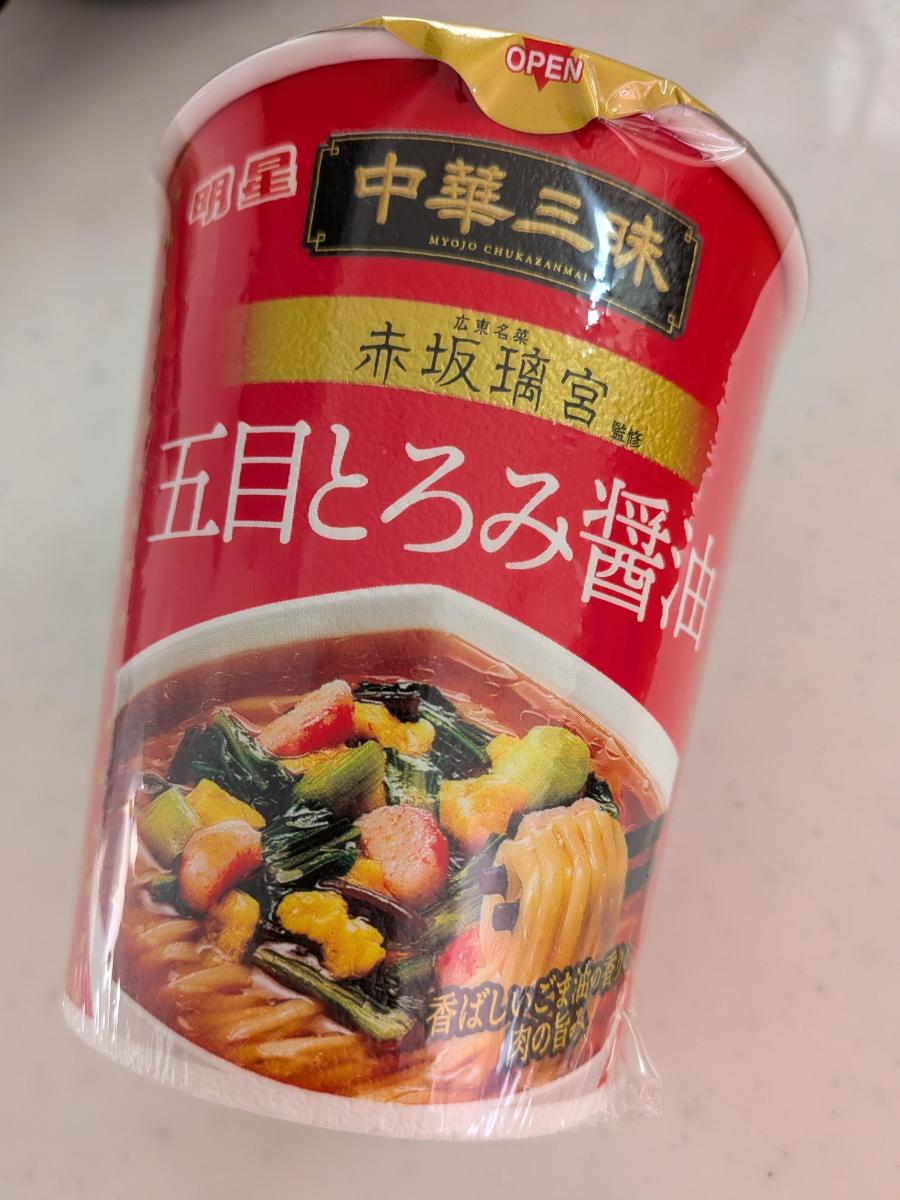 OPEN
明星
中華三昧
MYOJO CHUKAZANMAI
広東名菜
赤坂璃宮
監修
五目とろみ醤油
香ばしいごま油の香り
肉の旨み